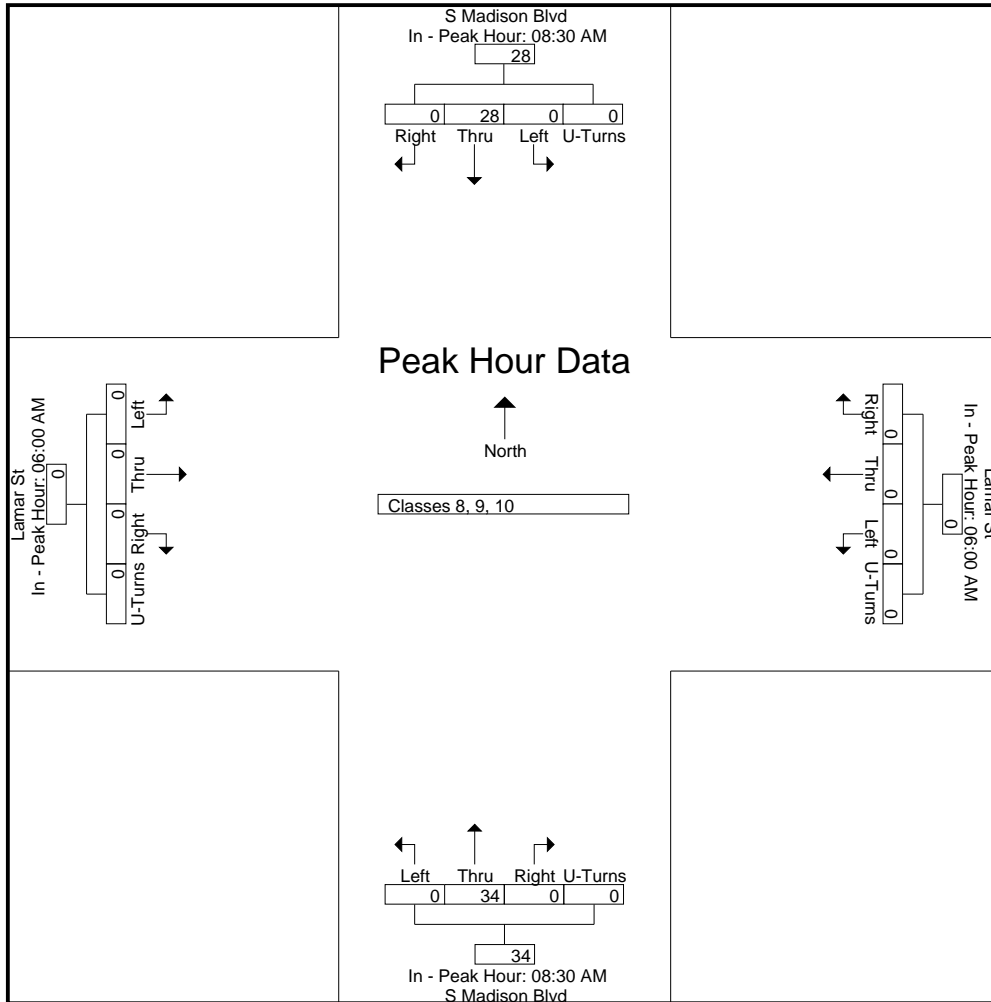 S Madison Blvd
In - Peak Hour: 08:30 AM
28
0 28 0 0
Right Thru Left U-Turns
Peak Hour Data
North
Classes 8, 9, 10
Lamar St
In - Peak Hour: 06:00 AM
0
0 0 0 0
Left Thru Right U-Turns
Lamar St
In - Peak Hour: 06:00 AM
0
0 0 0 0
Right Thru Left U-Turns
Left Thru Right U-Turns
0 34 0 0
34
In - Peak Hour: 08:30 AM
S Madison Blvd